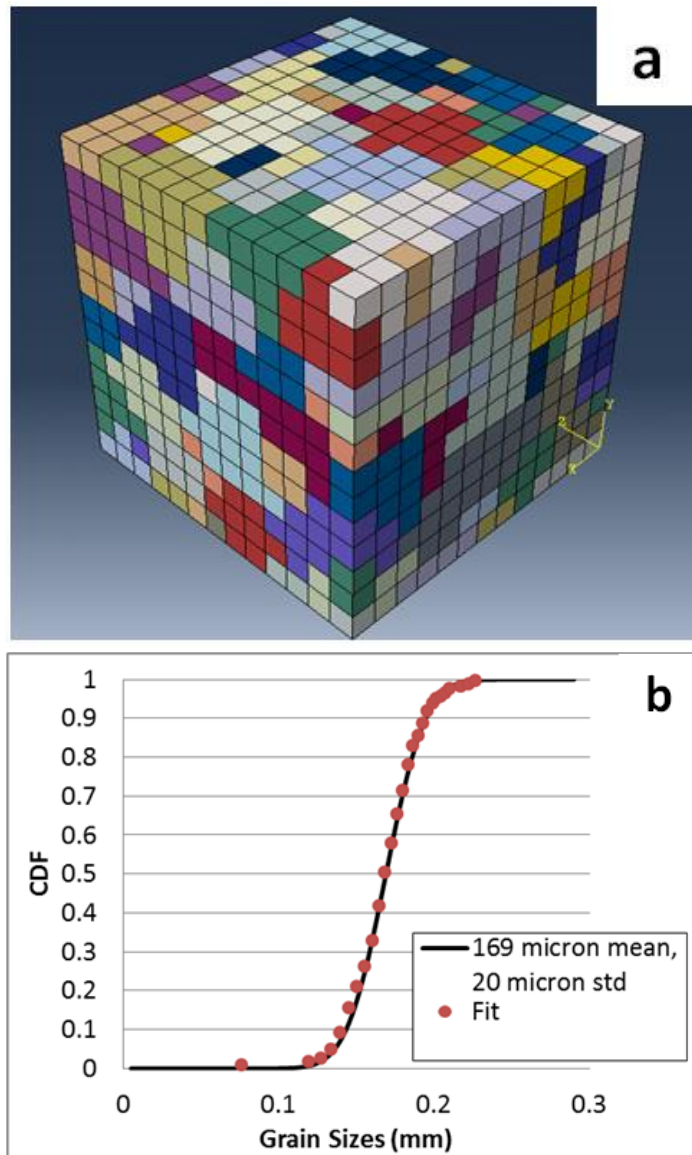 a
Y
Z
X
b
1
0.9
0.8
0.7
0.6
0.5
0.4
0.3
0.2
0.1
0
CDF
169 micron mean,
20 micron std
Fit
0 0.1 0.2 0.3
Grain Sizes (mm)